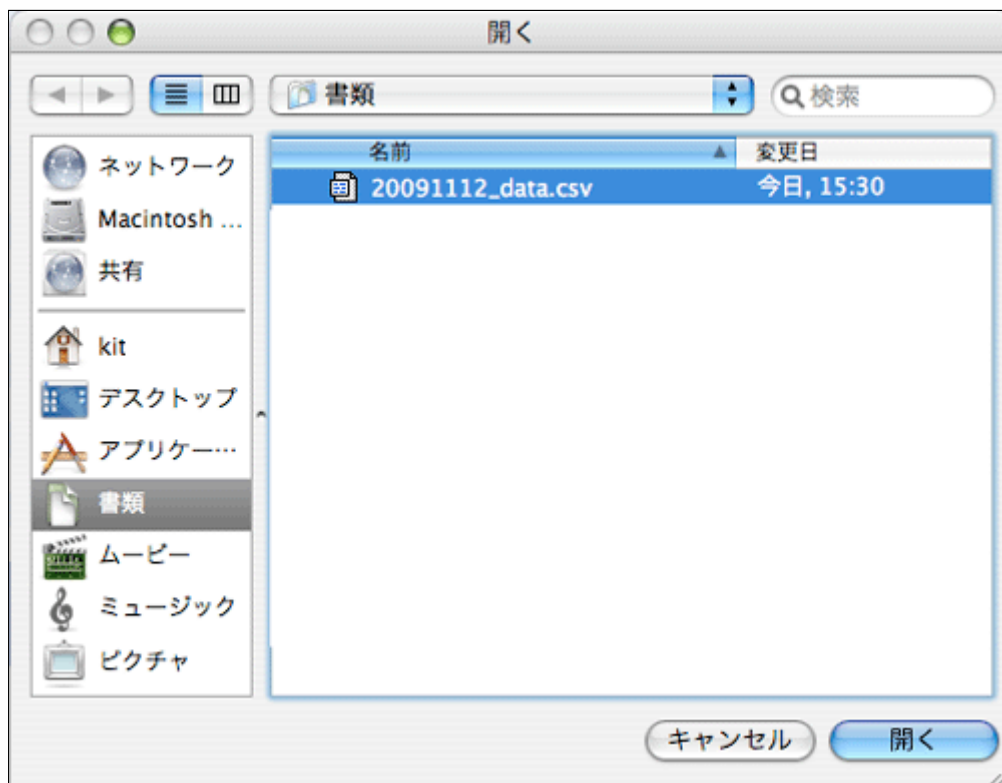 開く
書類
検索
ネットワーク
Macintosh ...
共有
kit
デスクトップ
アプリケー…
書類
ムービー
ミュージック
ピクチャ
名前 変更日
20091112_data.csv 今日, 15:30
キャンセル 開く